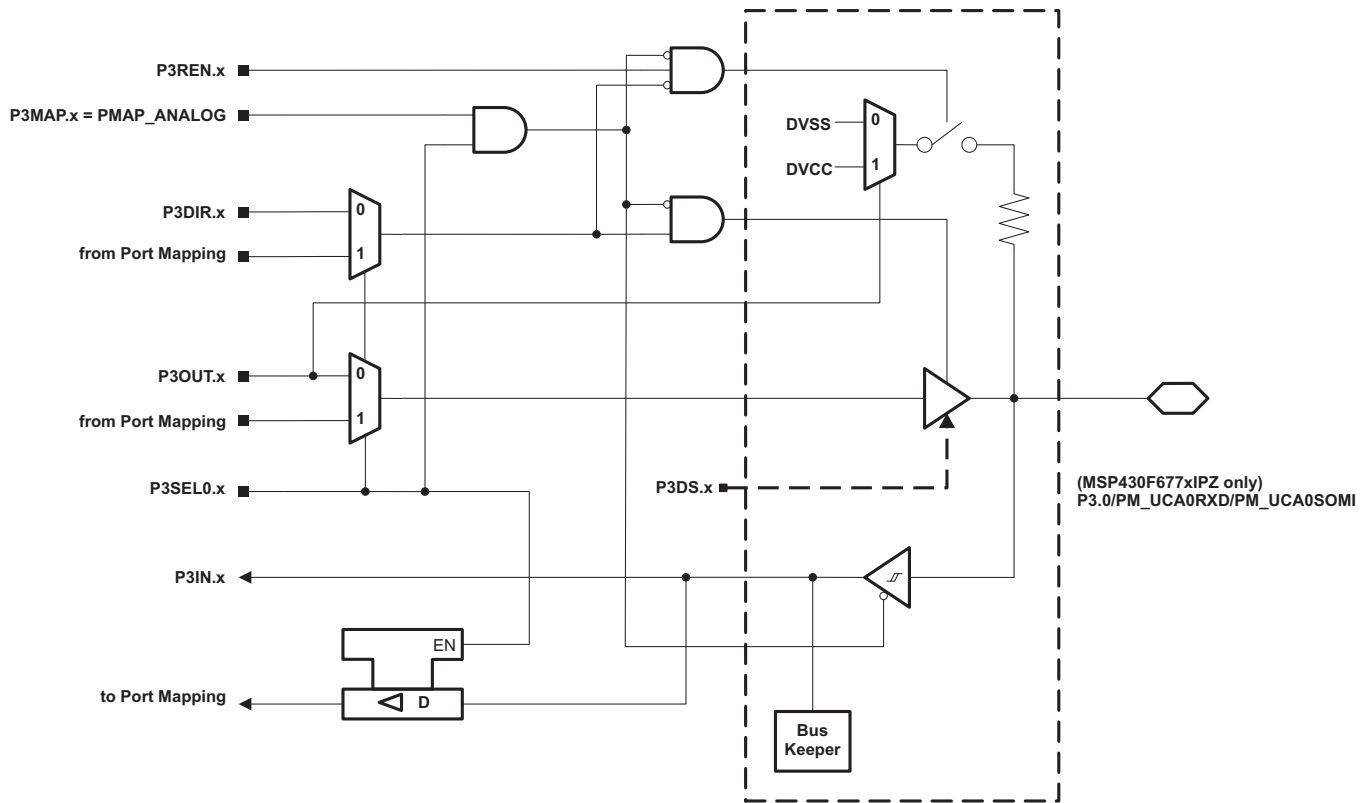 P3REN.x
P3MAP.x = PMAP_ANALOG
DVSS
0
DVCC
1
P3DIR.x
0
from Port Mapping
1
P3OUT.x
0
from Port Mapping
1
P3SEL0.x
P3DS.x
(MSP430F677xIPZ only)
P3.0/PM_UCA0RXD/PM_UCA0SOMI
P3IN.x
EN
to Port Mapping
D
Bus
Keeper